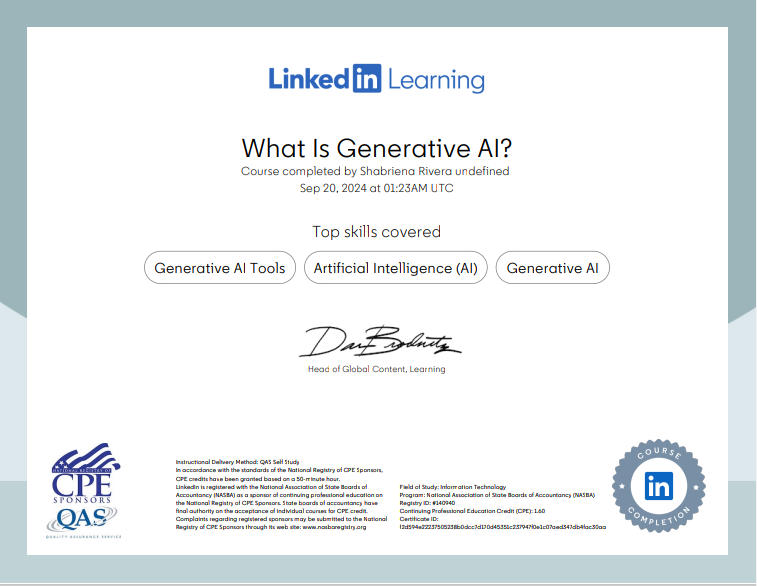 Linked in Learning
What Is Generative AI?
Course completed by Shabriena Rivera undefined
Sep 20, 2024 at 01:23AM UTC
Top skills covered
Generative AI Tools
Artificial Intelligence (AI)
Generative AI
Head of Global Content, Learning
NATIONAL REGISTRY OF
CPE
SPONSORS
QAS
QUALITY ASSURANCE SERVICE
Instructional Delivery Method: QAS Self Study
In accordance with the standards of the National Registry of CPE Sponsors,
CPE credits have been granted based on a 50-minute hour.
LinkedIn is registered with the National Association of State Boards of
Accountancy (NASBA) as a sponsor of continuing professional education on
the National Registry of CPE Sponsors. State boards of accountancy have
final authority on the acceptance of individual courses for CPE credit.
Complaints regarding registered sponsors may be submitted to the National
Registry of CPE Sponsors through its web site: www.nasbaregistry.org
Field of Study: Information Technology
Program: National Association of State Boards of Accountancy (NASBA)
Registry ID: #140940
Continuing Professional Education Credit (CPE): 1.60
Certificate ID:
COURSE
in
COMPLETION